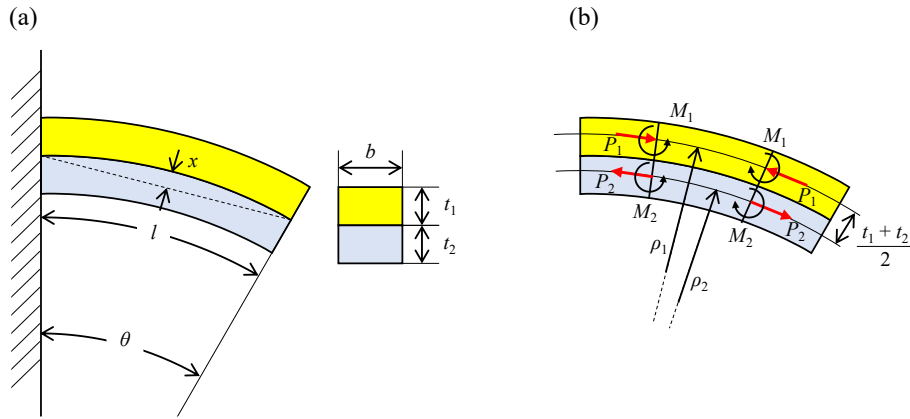 (a)
(b)
x
b
t₁
t₂
l
θ
M₁
M₁
P₁
P₁
P₂
P₂
M₂
M₂
ρ₁
ρ₂
t₁ + t₂
2